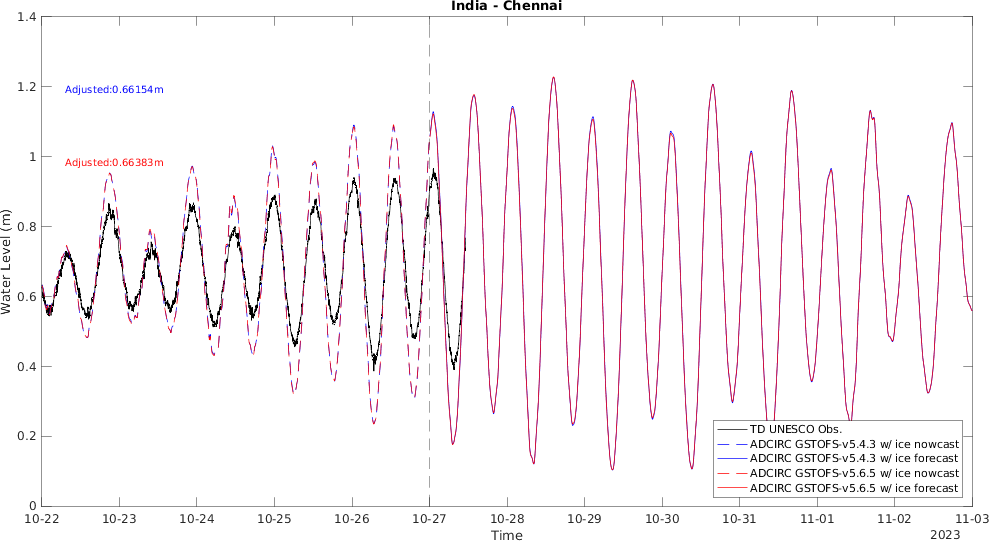 India - Chennai
1.4
1.2
1
0.8
0.6
0.4
0.2
0
Water Level (m)
Adjusted:0.66154m
Adjusted:0.66383m
TD UNESCO Obs.
ADCIRC GSTOFS-v5.4.3 w/ ice nowcast
ADCIRC GSTOFS-v5.4.3 w/ ice forecast
ADCIRC GSTOFS-v5.6.5 w/ ice nowcast
ADCIRC GSTOFS-v5.6.5 w/ ice forecast
10-22 10-23 10-24 10-25 10-26 10-27 10-28 10-29 10-30 10-31 11-01 11-02 11-03
Time
2023